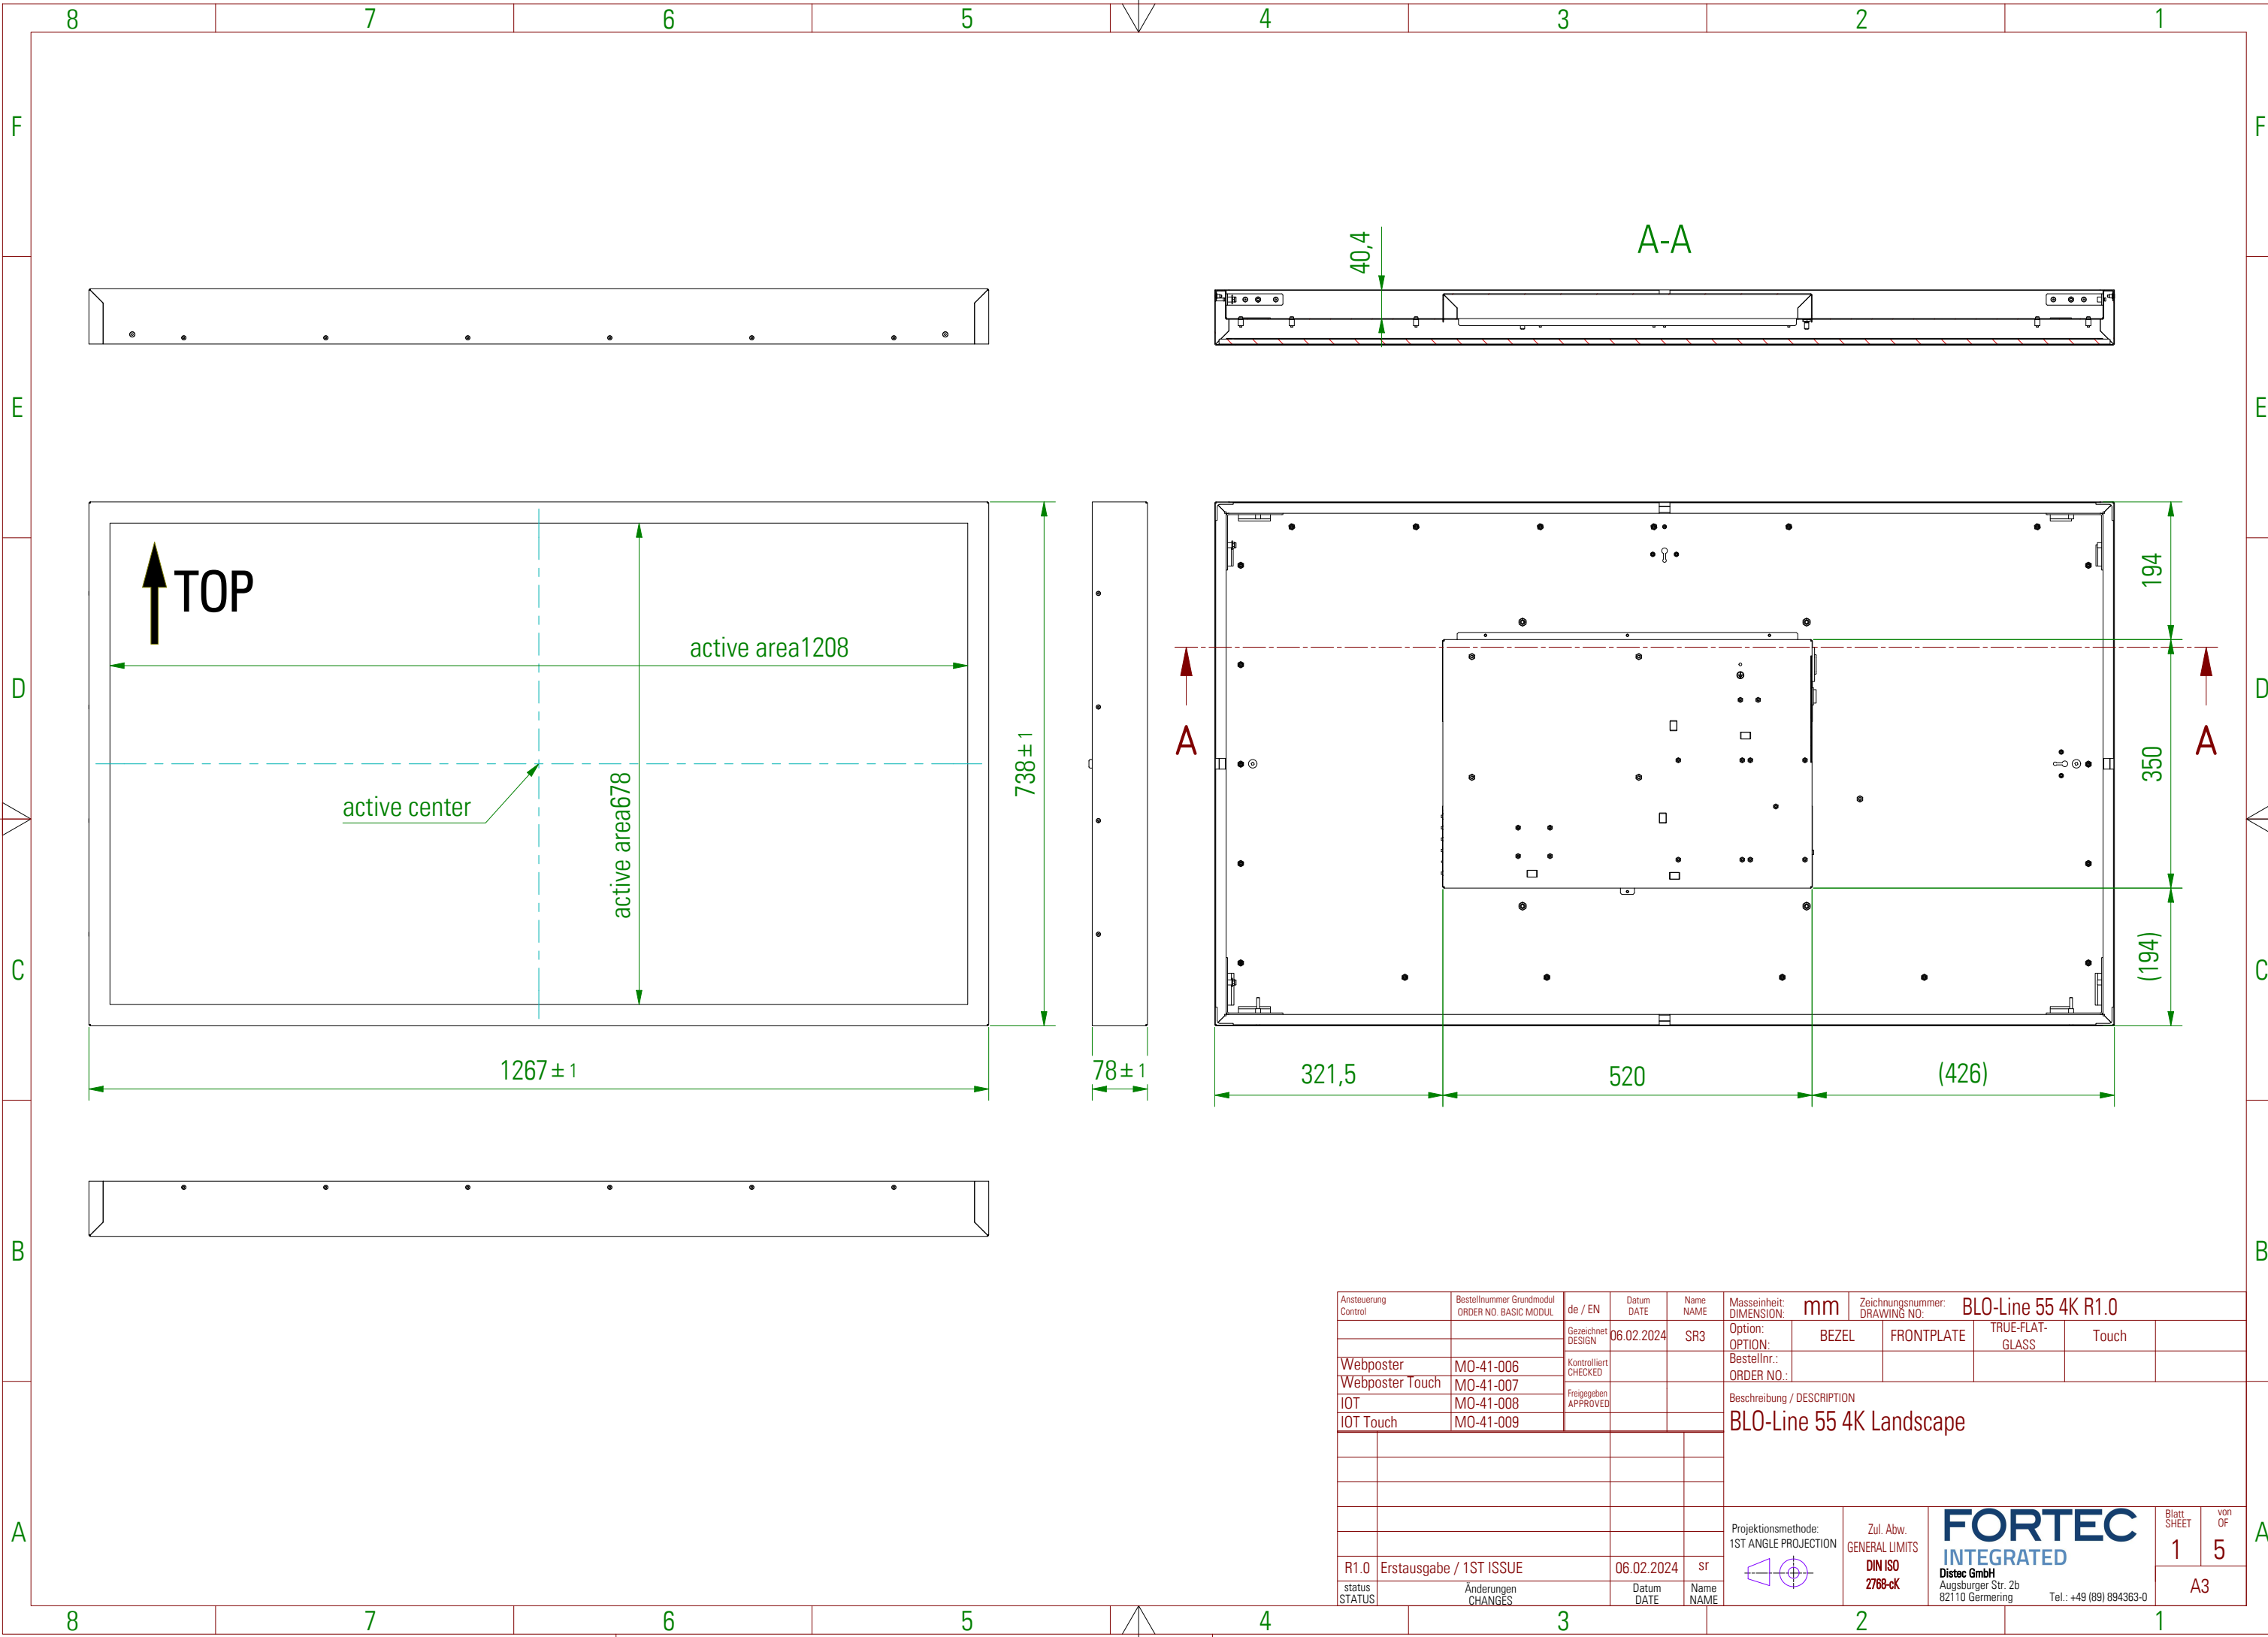 8 7 6 5 4 3 2 1
F F
A-A
40,4
E E
TOP
active area1208
194
D D
A A
738±1
350
active area678
active center
C C
(194)
1267±1
78±1
321,5
520
(426)
B B
Ansteuerung
Control
Bestellnummer Grundmodul
ORDER NO. BASIC MODUL
de / EN
Datum
DATE
Name
NAME
Masseinheit:
DIMENSION:
mm
Zeichnungsnummer:
DRAWING NO:
BLO-Line 55 4K R1.0
Gezeichnet
DESIGN
06.02.2024
SR3
Option:
OPTION:
BEZEL
FRONTPLATE
TRUE-FLAT-
GLASS
Touch
Webposter
MO-41-006
Kontrolliert
CHECKED
Bestellnr.:
ORDER NO.:
Webposter Touch
MO-41-007
IOT
MO-41-008
Freigegeben
APPROVED
IOT Touch
MO-41-009
Beschreibung / DESCRIPTION
BLO-Line 55 4K Landscape
A A
R1.0
Erstausgabe / 1ST ISSUE
06.02.2024
sr
status
STATUS
Änderungen
CHANGES
Datum
DATE
Name
NAME
Projektionsmethode:
1ST ANGLE PROJECTION
Zul. Abw.
GENERAL LIMITS
DIN ISO
2768-cK
FORTEC
INTEGRATED
Distec GmbH
Augsburger Str. 2b
82110 Germering
Tel.: +49 (89) 894363-0
Blatt
SHEET
1
von
OF
5
A3
8 7 6 5 4 3 2 1